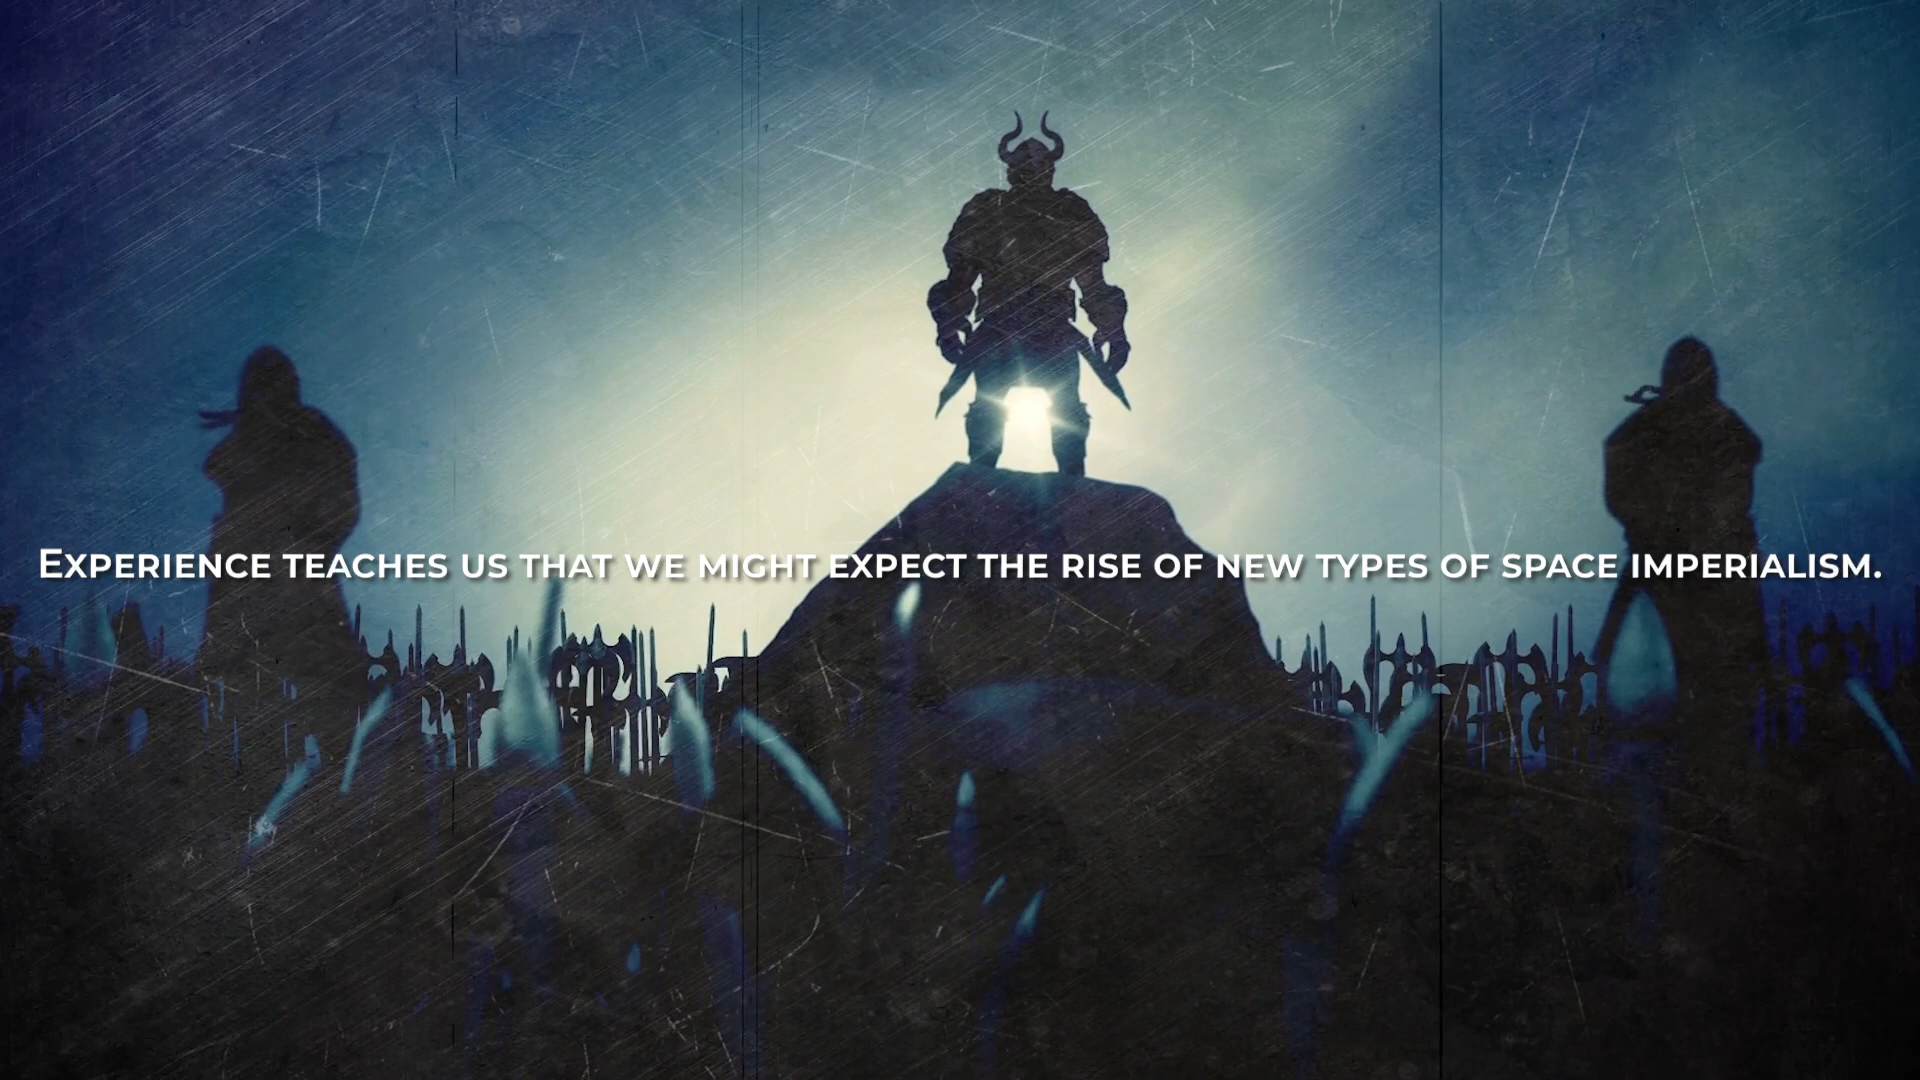 Experience teaches us that we might expect the rise of new types of space imperialism.